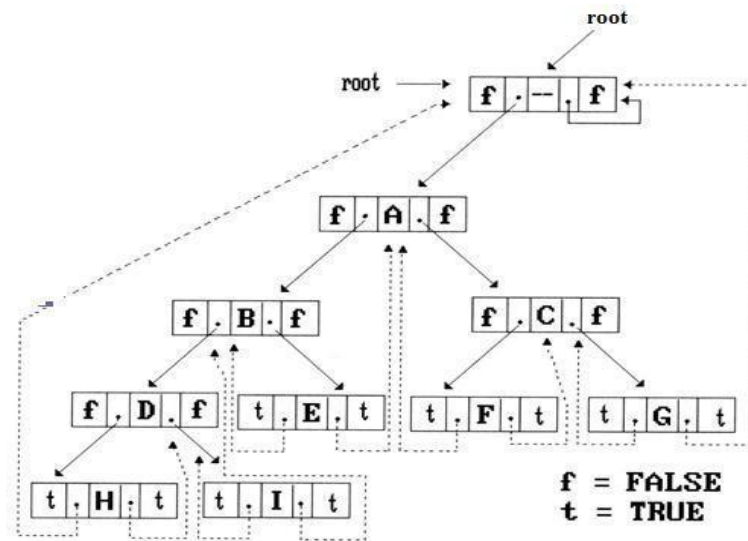 root
root
f . -- . f
f . A . f
f . B . f
f . C . f
f . D . f
t . E . t
t . F . t
t . G . t
t . H . t
t . I . t
f = FALSE
t = TRUE